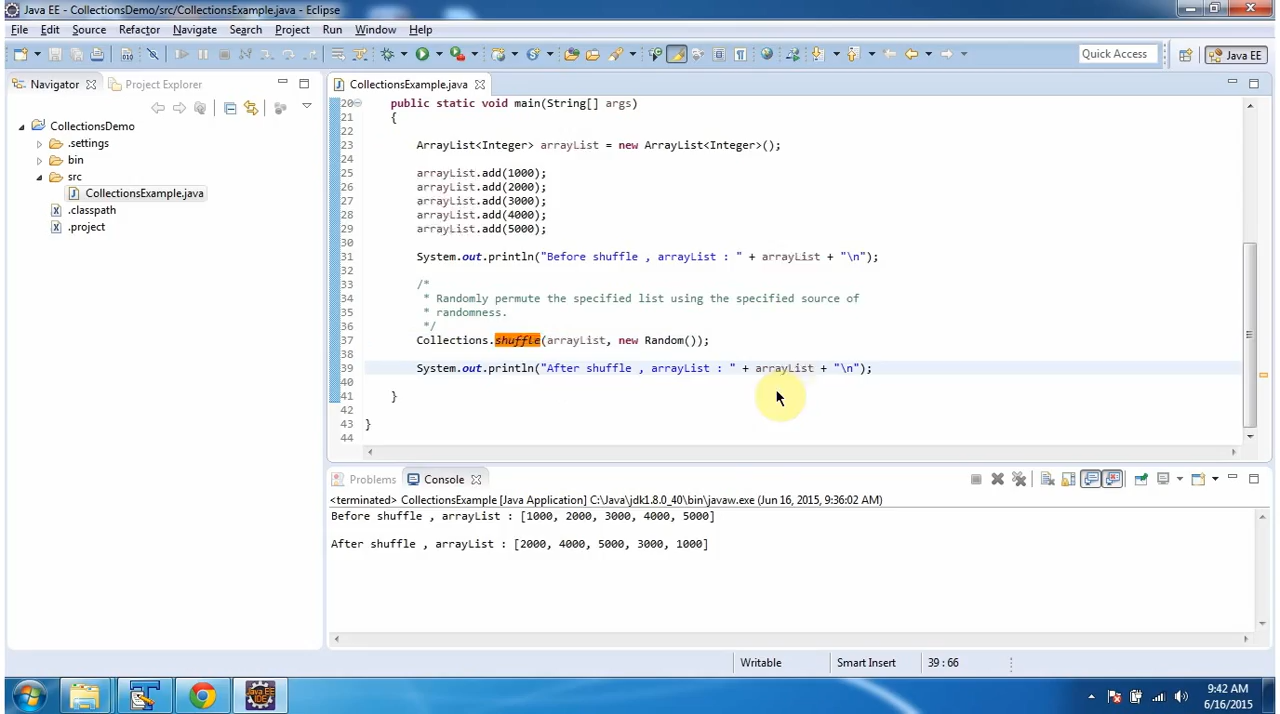 Java EE - CollectionsDemo/src/CollectionsExample.java - Eclipse
File Edit Source Refactor Navigate Search Project Run Window Help
Quick Access
Java EE
Navigator
Project Explorer
CollectionsDemo
.settings
bin
src
CollectionsExample.java
.classpath
.project
CollectionsExample.java
20 public static void main(String[] args)
21 {
22
23 ArrayList<Integer> arrayList = new ArrayList<Integer>();
24
25 arrayList.add(1000);
26 arrayList.add(2000);
27 arrayList.add(3000);
28 arrayList.add(4000);
29 arrayList.add(5000);
30
31 System.out.println("Before shuffle , arrayList : " + arrayList + "\n");
32
33 /*
34 * Randomly permute the specified list using the specified source of
35 * randomness.
36 */
37 Collections.shuffle(arrayList, new Random());
38
39 System.out.println("After shuffle , arrayList : " + arrayList + "\n");
40
41 }
42
43 }
44
Problems
Console
<terminated> CollectionsExample [Java Application] C:\Java\jdk1.8.0_40\bin\javaw.exe (Jun 16, 2015, 9:36:02 AM)
Before shuffle , arrayList : [1000, 2000, 3000, 4000, 5000]
After shuffle , arrayList : [2000, 4000, 5000, 3000, 1000]
Writable
Smart Insert
39 : 66
Java EE
IDE
9:42 AM
6/16/2015